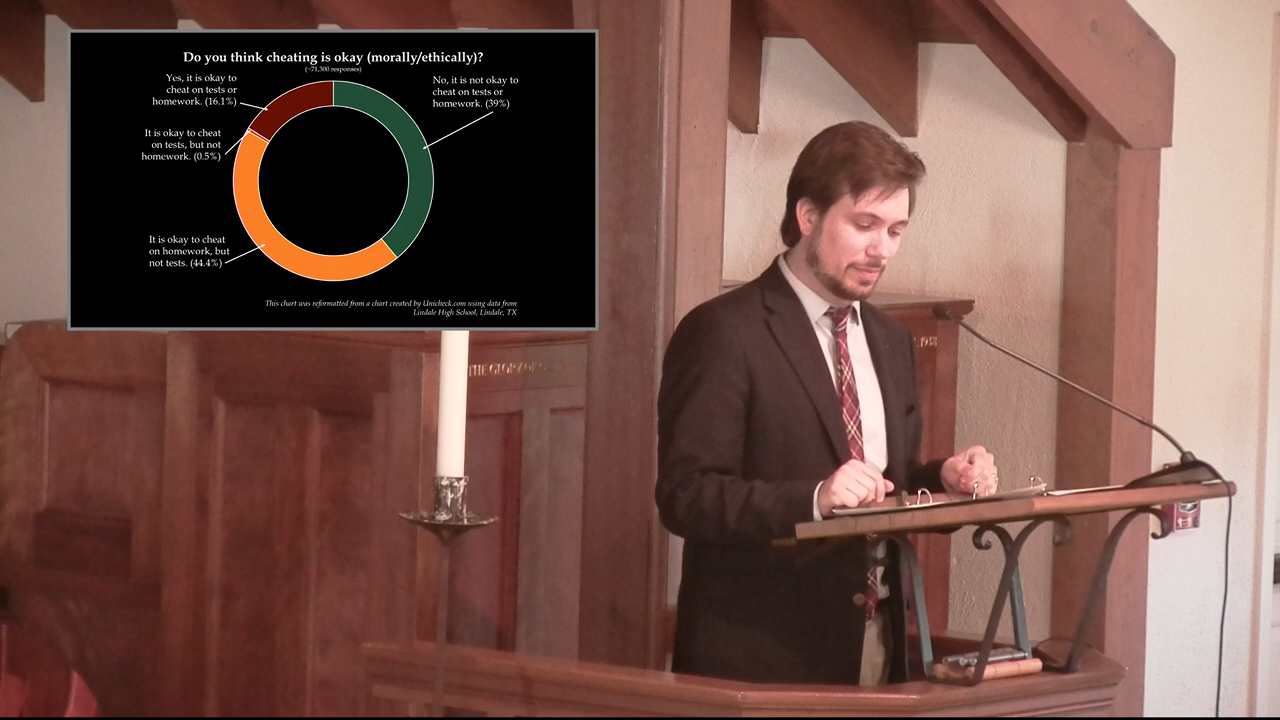 Do you think cheating is okay (morally/ethically)?
(~71,300 responses)
Yes, it is okay to
cheat on tests or
homework. (16.1%)
No, it is not okay to
cheat on tests or
homework. (39%)
It is okay to cheat
on tests, but not
homework. (0.5%)
It is okay to cheat
on homework, but
not tests. (44.4%)
This chart was reformatted from a chart created by Unicheck.com using data from
Lindale High School, Lindale, TX
THE GLORY OF